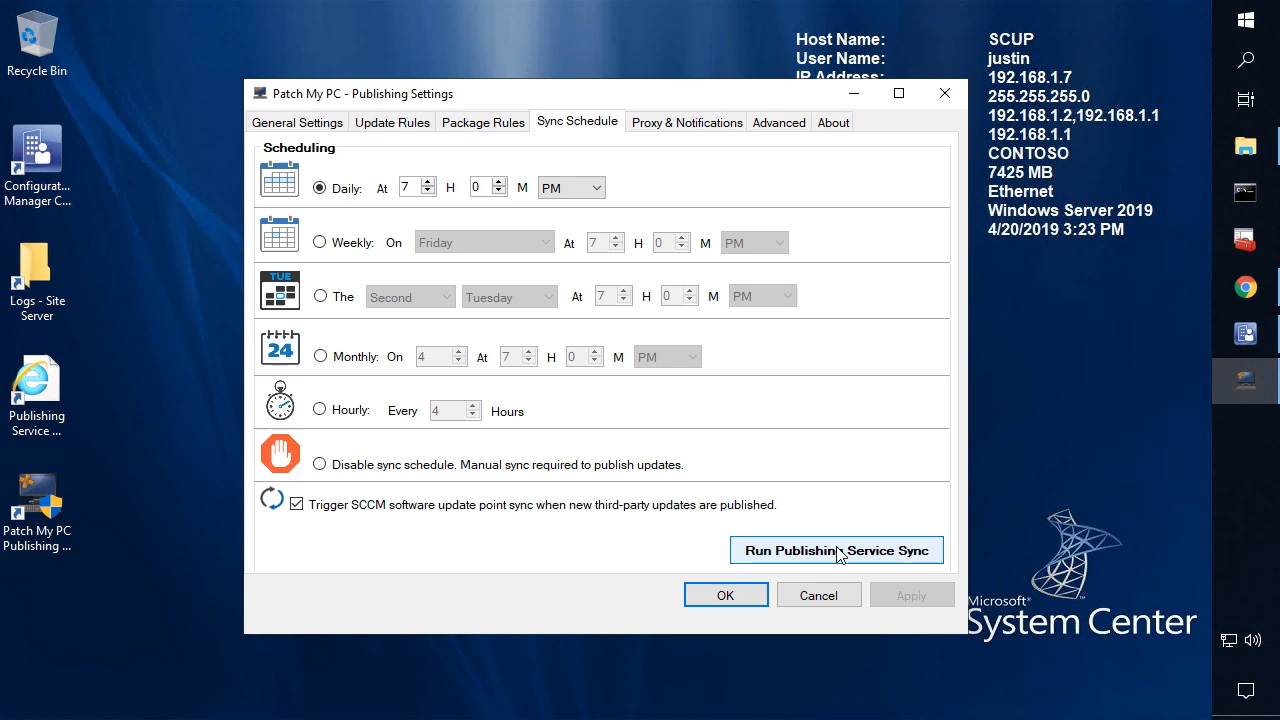 Recycle Bin
Configurat...
Manager C...
Logs - Site
Server
Publishing
Service ...
Patch My PC
Publishing ...
Host Name: SCUP
User Name: justin
IP Address: 192.168.1.7
255.255.255.0
192.168.1.2,192.168.1.1
192.168.1.1
CONTOSO
7425 MB
Ethernet
Windows Server 2019
4/20/2019 3:23 PM
Patch My PC - Publishing Settings
General Settings Update Rules Package Rules Sync Schedule Proxy & Notifications Advanced About
Scheduling
Daily: At 7 H 0 M PM
Weekly: On Friday At 7 H 0 M PM
TUE
The Second Tuesday At 7 H 0 M PM
24
Monthly: On 4 At 7 H 0 M PM
Hourly: Every 4 Hours
Disable sync schedule. Manual sync required to publish updates.
Trigger SCCM software update point sync when new third-party updates are published.
Run Publishing Service Sync
OK Cancel Apply
Microsoft®
System Center